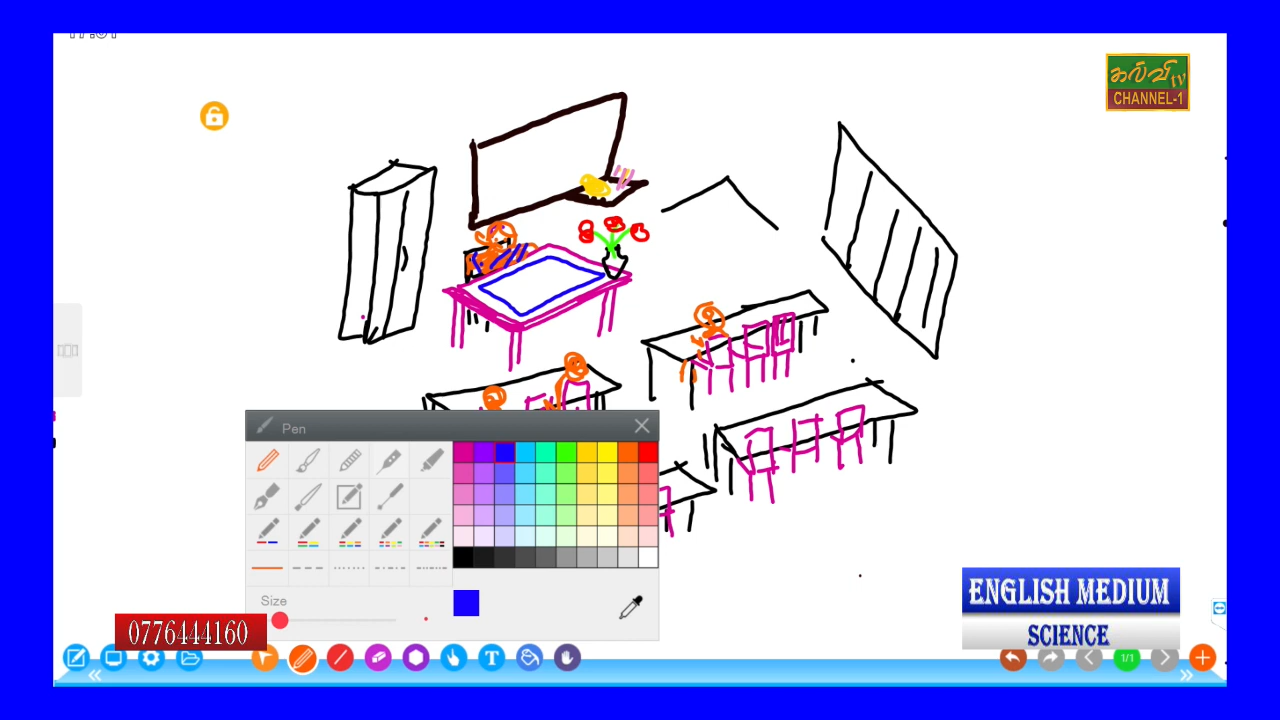 கல்வி TV
CHANNEL-1
Pen
Size
0776444160
ENGLISH MEDIUM
SCIENCE
T
1/1